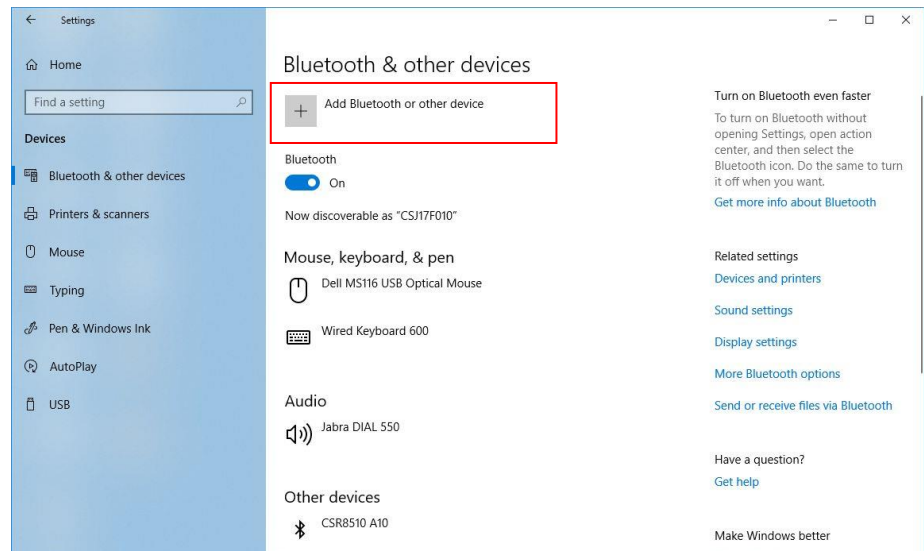 Settings
Home
Find a setting
Devices
Bluetooth & other devices
Printers & scanners
Mouse
Typing
Pen & Windows Ink
AutoPlay
USB
Bluetooth & other devices
Add Bluetooth or other device
Bluetooth
On
Now discoverable as "CSJ17F010"
Mouse, keyboard, & pen
Dell MS116 USB Optical Mouse
Wired Keyboard 600
Audio
Jabra DIAL 550
Other devices
CSR8510 A10
Turn on Bluetooth even faster
To turn on Bluetooth without
opening Settings, open action
center, and then select the
Bluetooth icon. Do the same to turn
it off when you want.
Get more info about Bluetooth
Related settings
Devices and printers
Sound settings
Display settings
More Bluetooth options
Send or receive files via Bluetooth
Have a question?
Get help
Make Windows better